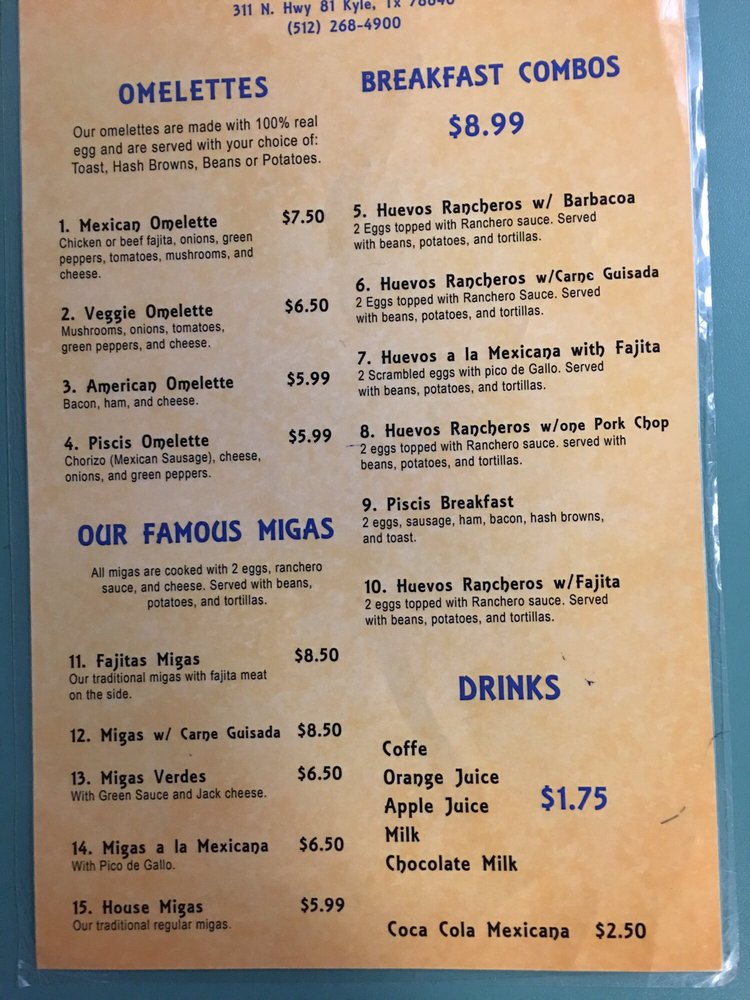 311 N. Hwy 81 Kyle, Tx 78640
(512) 268-4900
OMELETTES
Our omelettes are made with 100% real
egg and are served with your choice of:
Toast, Hash Browns, Beans or Potatoes.
1. Mexican Omelette $7.50
Chicken or beef fajita, onions, green
peppers, tomatoes, mushrooms, and
cheese.
2. Veggie Omelette $6.50
Mushrooms, onions, tomatoes,
green peppers, and cheese.
3. American Omelette $5.99
Bacon, ham, and cheese.
4. Piscis Omelette $5.99
Chorizo (Mexican Sausage), cheese,
onions, and green peppers.
OUR FAMOUS MIGAS
All migas are cooked with 2 eggs, ranchero
sauce, and cheese. Served with beans,
potatoes, and tortillas.
11. Fajitas Migas $8.50
Our traditional migas with fajita meat
on the side.
12. Migas w/ Carne Guisada $8.50
13. Migas Verdes $6.50
With Green Sauce and Jack cheese.
14. Migas a la Mexicana $6.50
With Pico de Gallo.
15. House Migas $5.99
Our traditional regular migas.
BREAKFAST COMBOS
$8.99
5. Huevos Rancheros w/ Barbacoa
2 Eggs topped with Ranchero sauce. Served
with beans, potatoes, and tortillas.
6. Huevos Rancheros w/Carne Guisada
2 Eggs topped with Ranchero Sauce. Served
with beans, potatoes, and tortillas.
7. Huevos a la Mexicana with Fajita
2 Scrambled eggs with pico de Gallo. Served
with beans, potatoes, and tortillas.
8. Huevos Rancheros w/one Pork Chop
2 eggs topped with Ranchero sauce. served with
beans, potatoes, and tortillas.
9. Piscis Breakfast
2 eggs, sausage, ham, bacon, hash browns,
and toast.
10. Huevos Rancheros w/Fajita
2 eggs topped with Ranchero sauce. Served
with beans, potatoes, and tortillas.
DRINKS
Coffe
Orange Juice
Apple Juice $1.75
Milk
Chocolate Milk
Coca Cola Mexicana $2.50